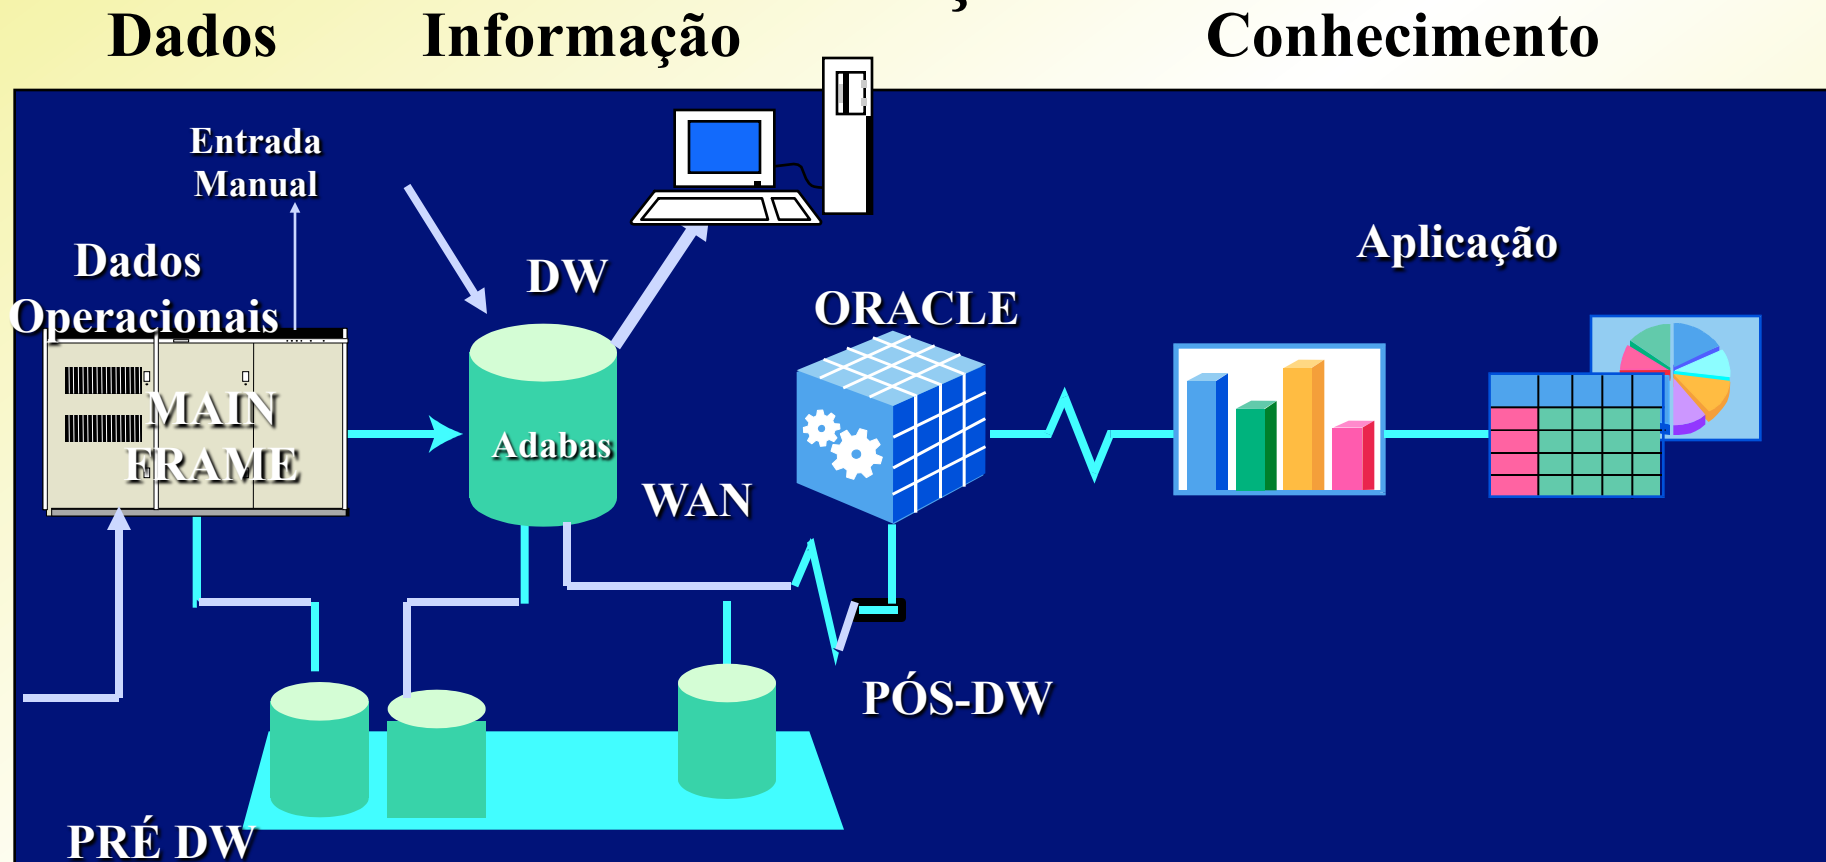 Dados Informação Conhecimento
Entrada
Manual
Dados
Operacionais
DW
ORACLE
Aplicação
MAIN
FRAME
Adabas
WAN
PÓS-DW
PRÉ DW